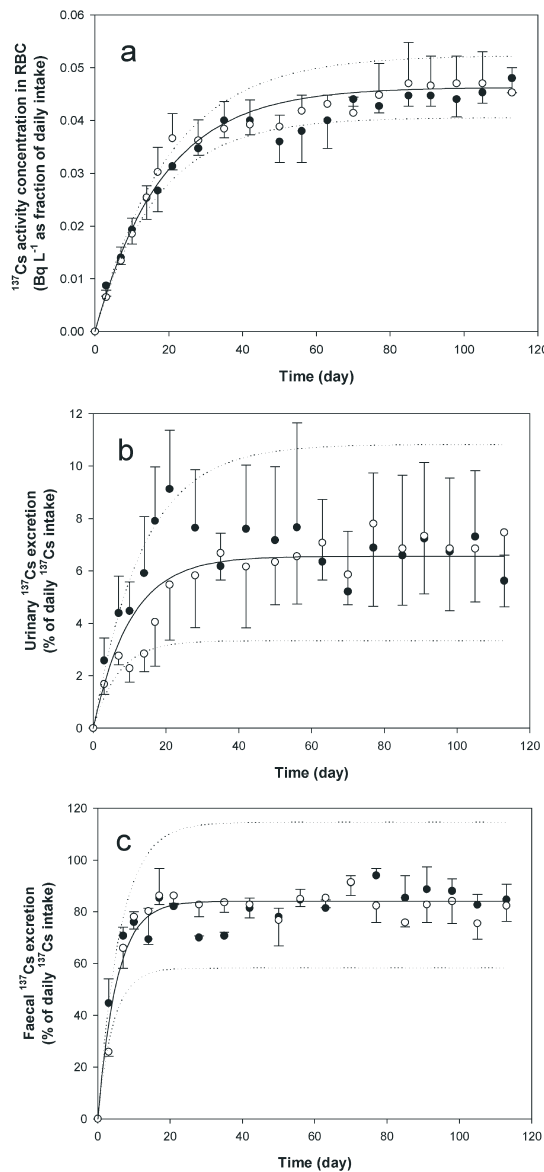 a
0.06
0.05
0.04
0.03
0.02
0.01
0.00
137Cs activity concentration in RBC
(Bq L-1 as fraction of daily intake)
0 20 40 60 80 100 120
Time (day)
b
12
10
8
6
4
2
0
Urinary 137Cs excretion
(% of daily 137Cs intake)
0 20 40 60 80 100 120
Time (day)
c
120
100
80
60
40
20
0
Faecal 137Cs excretion
(% of daily 137Cs intake)
0 20 40 60 80 100 120
Time (day)